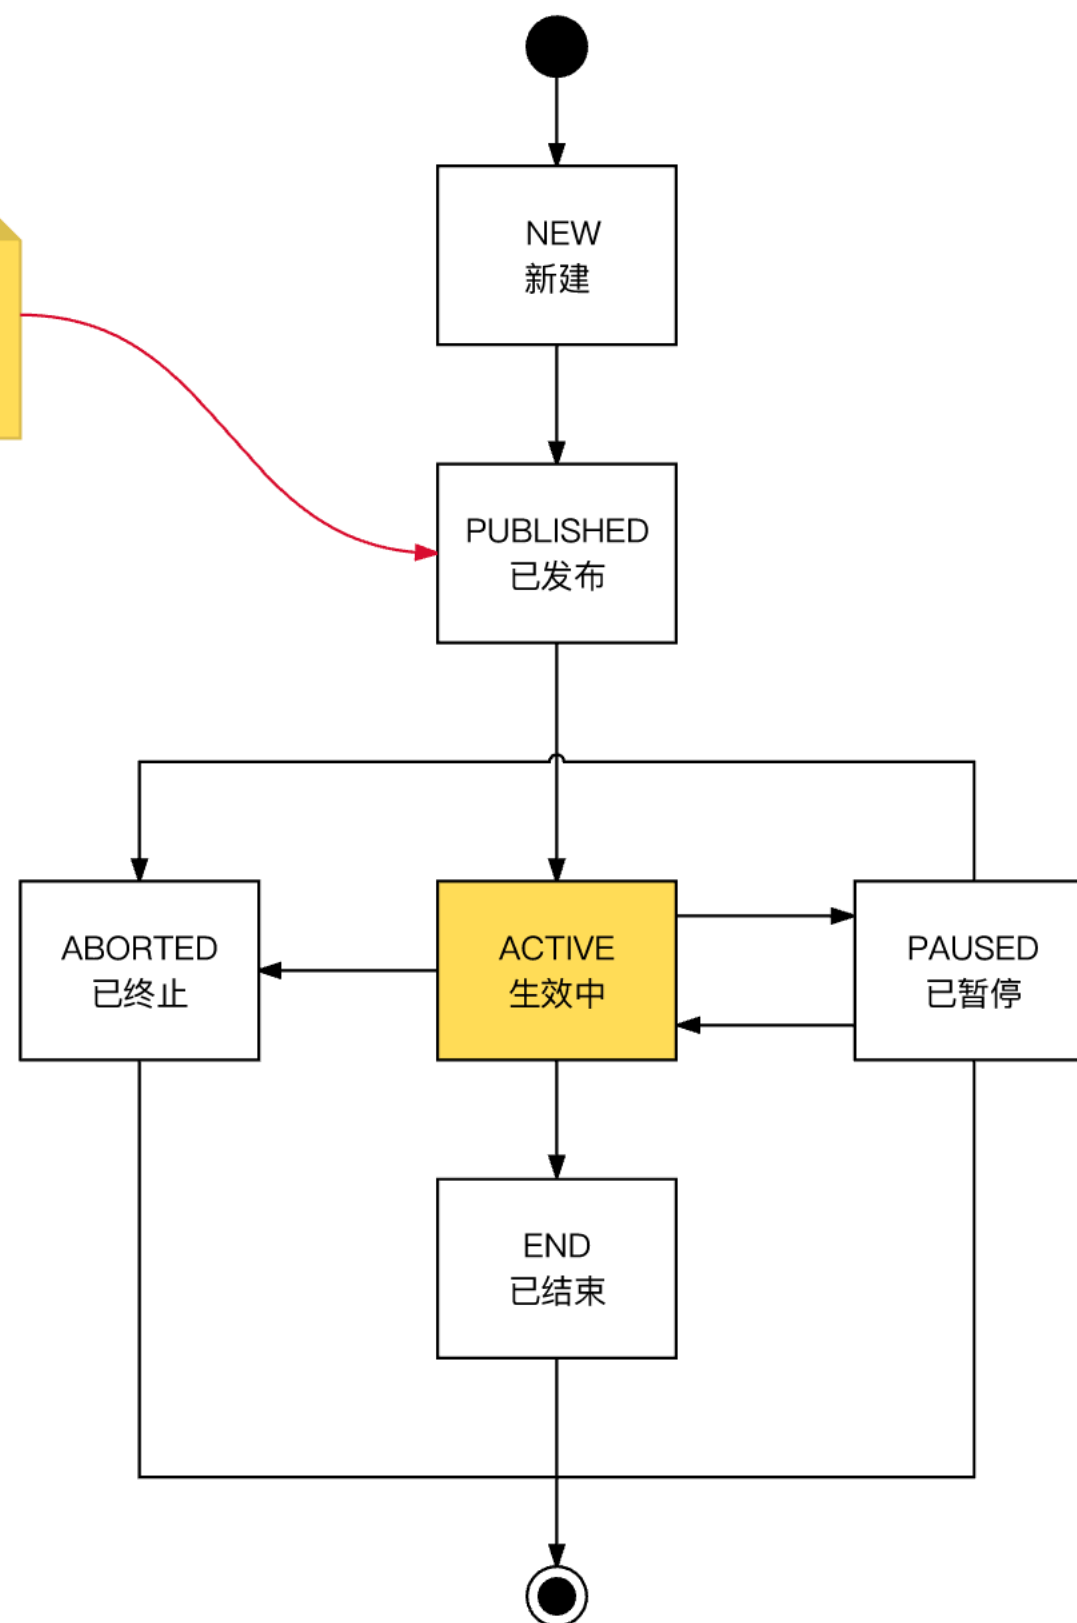 NEW
新建
PUBLISHED
已发布
ABORTED
已终止
ACTIVE
生效中
PAUSED
已暂停
END
已结束